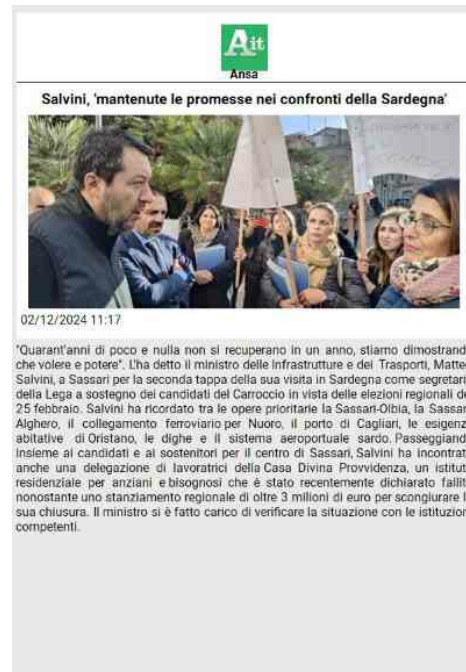 Ait
Ansa
Salvini, 'mantenute le promesse nei confronti della Sardegna'
02/12/2024 11:17
"Quarant'anni di poco e nulla non si recuperano in un anno, stiamo dimostrand
che volere e potere". L'ha detto il ministro delle Infrastrutture e dei Trasporti, Matte
Salvini, a Sassari per la seconda tappa della sua visita in Sardegna come segretari
della Lega a sostegno dei candidati del Carroccio in vista delle elezioni regionali de
25 febbraio. Salvini ha ricordato tra le opere prioritarie la Sassari-Olbia, la Sassar
Alghero, il collegamento ferroviario per Nuoro, il porto di Cagliari, le esigenz
abitative di Oristano, le dighe e il sistema aeroportuale sardo. Passeggiand
insieme ai candidati e ai sostenitori per il centro di Sassari, Salvini ha incontrat
anche una delegazione di lavoratrici della Casa Divina Provvidenza, un istitut
residenziale per anziani e bisognosi che è stato recentemente dichiarato fallit
nonostante uno stanziamento regionale di oltre 3 milioni di euro per scongiurare l
sua chiusura. Il ministro si è fatto carico di verificare la situazione con le istituzion
competenti.